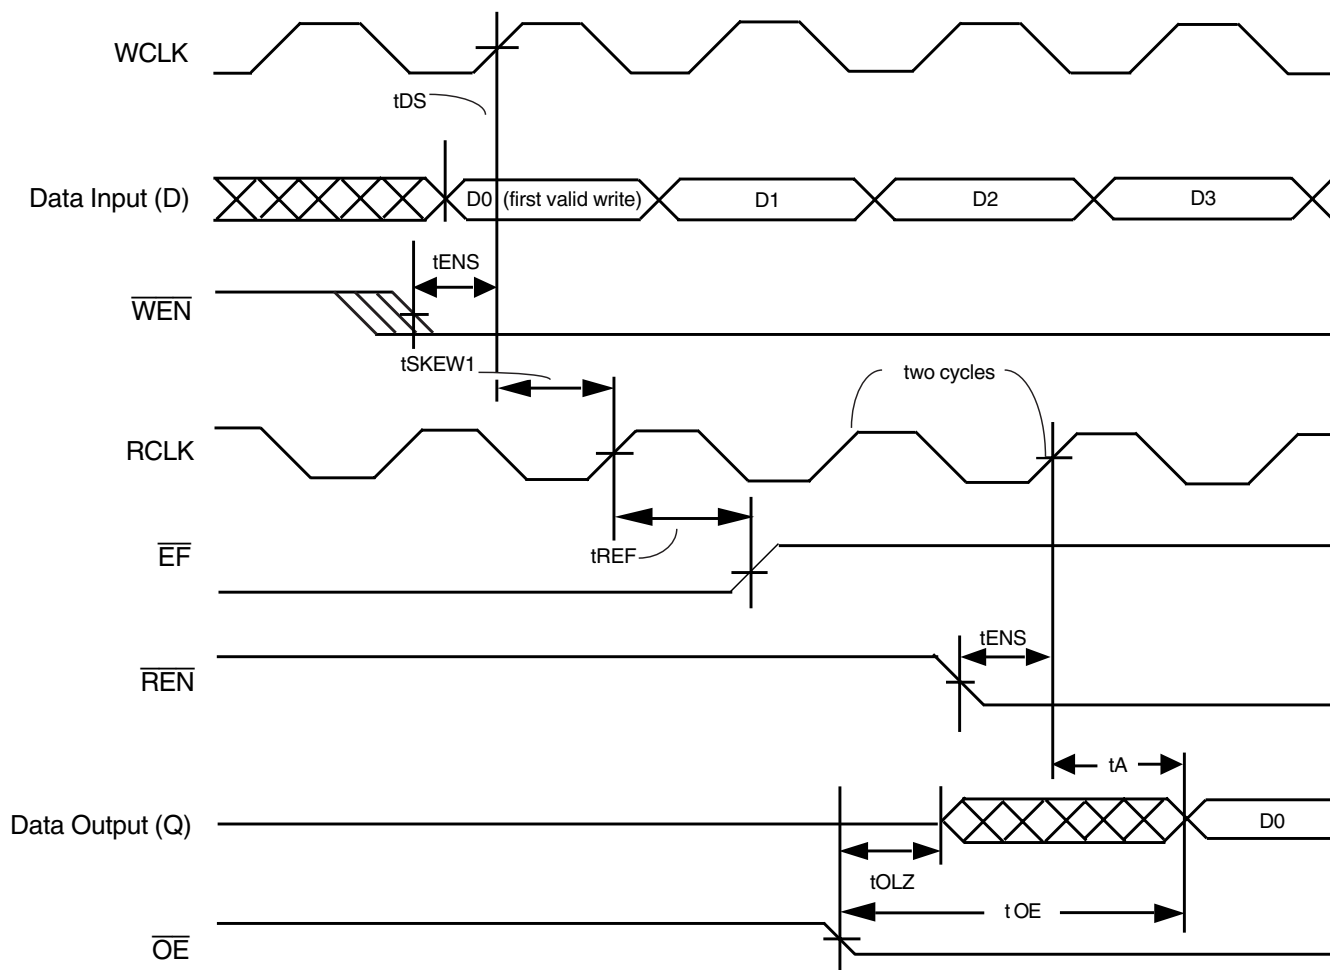 WCLK
tDS
Data Input (D)
D0 (first valid write)
D1
D2
D3
tENS
WEN
tSKEW1
two cycles
RCLK
tREF
EF
tENS
REN
tA
Data Output (Q)
D0
tOLZ
t OE
OE